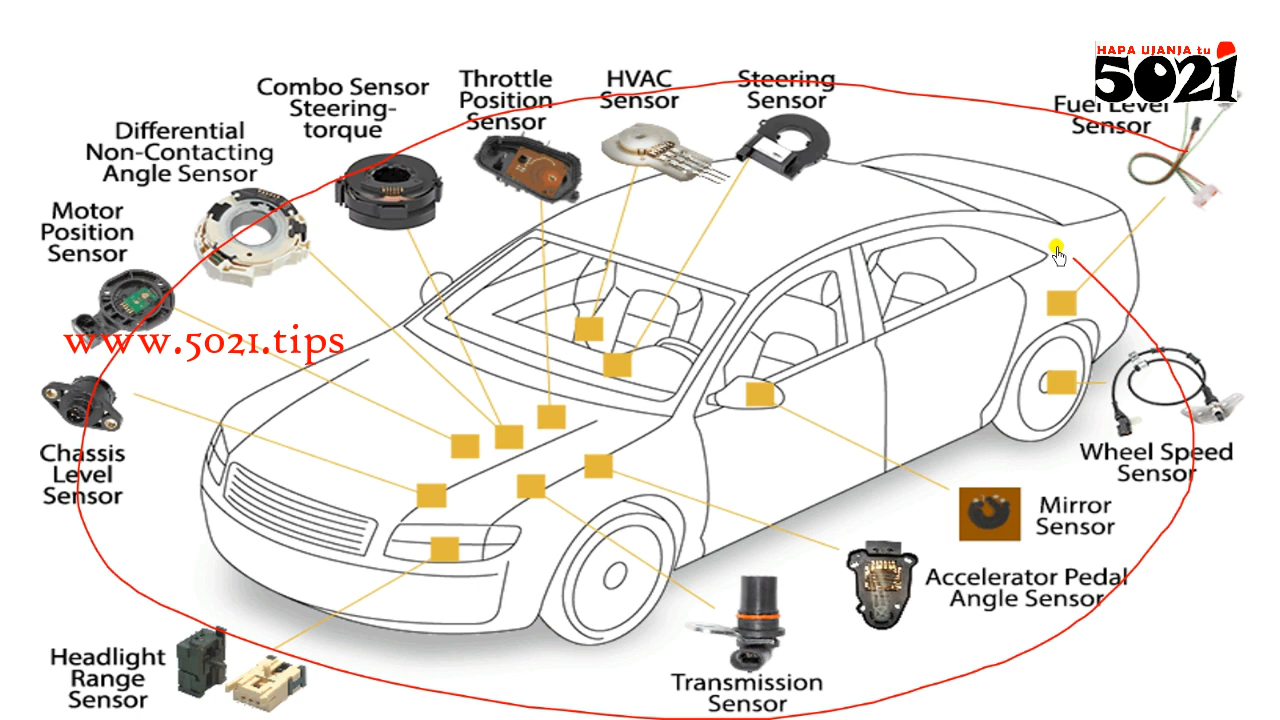 HAPA UJANJA tu
5021
Combo Sensor
Steering-
torque
Throttle
Position
Sensor
HVAC
Sensor
Steering
Sensor
Fuel Level
Sensor
Differential
Non-Contacting
Angle Sensor
Motor
Position
Sensor
www.5021.tips
Chassis
Level
Sensor
Wheel Speed
Sensor
Mirror
Sensor
Accelerator Pedal
Angle Sensor
Headlight
Range
Sensor
Transmission
Sensor